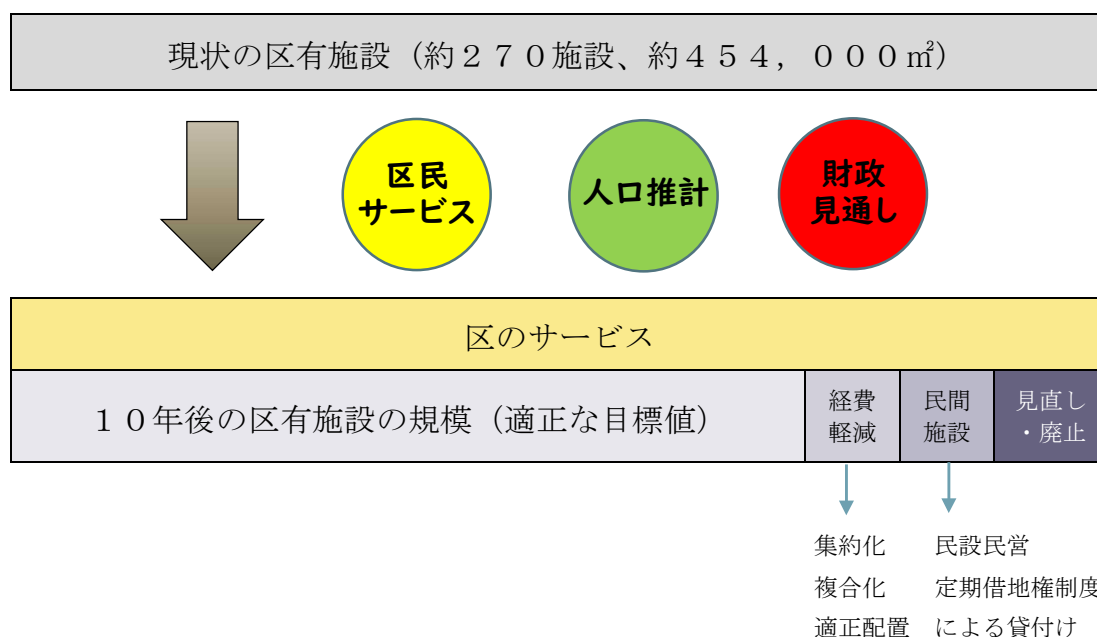 現状の区有施設（約２７０施設、約４５４，０００㎡）
区民
サービス
人口推計
財政
見通し
区のサービス
１０年後の区有施設の規模（適正な目標値）
経費
軽減
民間
施設
見直し
・廃止
集約化
複合化
適正配置
民設民営
定期借地権制度
による貸付け